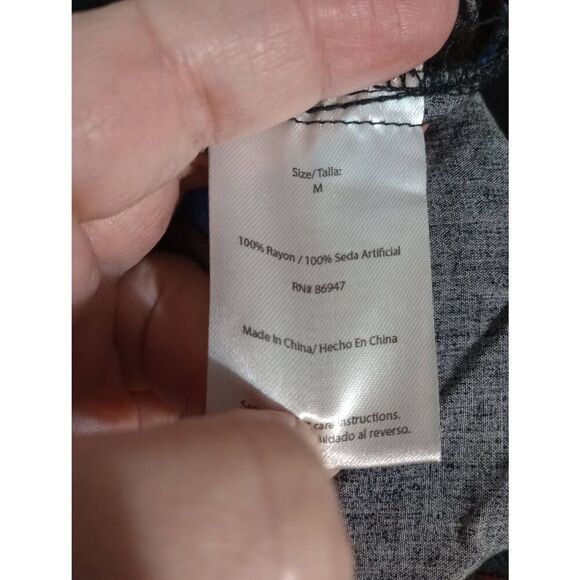 Size/Talla:
M
100% Rayon / 100% Seda Artificial
RN# 86947
Made In China/ Hecho En China
care instructions.
al reverso.